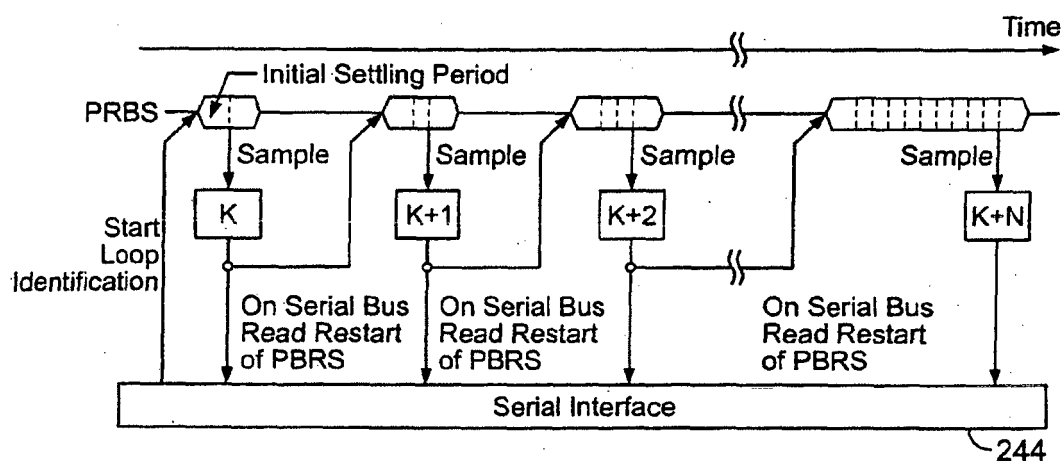 Time
Initial Settling Period
PRBS
Sample
Sample
Sample
Sample
K
K+1
K+2
K+N
Start
Loop
Identification
On Serial Bus
Read Restart
of PBRS
On Serial Bus
Read Restart
of PBRS
On Serial Bus
Read Restart
of PBRS
Serial Interface
244